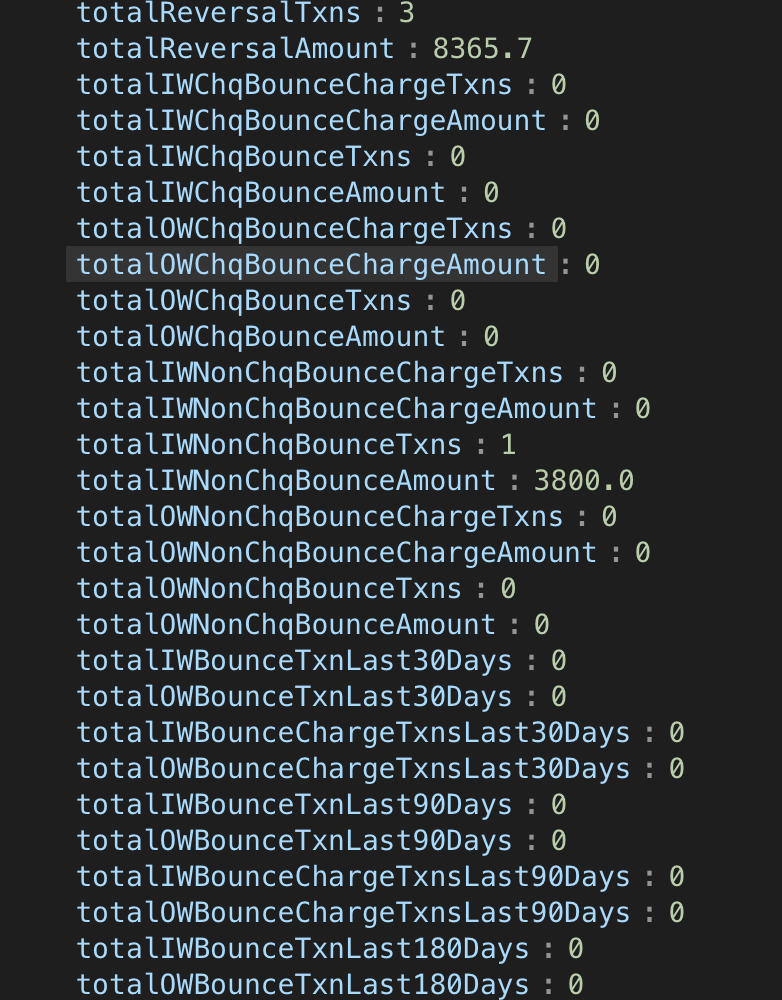 totalReversalTxns : 3
totalReversalAmount : 8365.7
totalIWChqBounceChargeTxns : 0
totalIWChqBounceChargeAmount : 0
totalIWChqBounceTxns : 0
totalIWChqBounceAmount : 0
totalOWChqBounceChargeTxns : 0
totalOWChqBounceChargeAmount : 0
totalOWChqBounceTxns : 0
totalOWChqBounceAmount : 0
totalIWNonChqBounceChargeTxns : 0
totalIWNonChqBounceChargeAmount : 0
totalIWNonChqBounceTxns : 1
totalIWNonChqBounceAmount : 3800.0
totalOWNonChqBounceChargeTxns : 0
totalOWNonChqBounceChargeAmount : 0
totalOWNonChqBounceTxns : 0
totalOWNonChqBounceAmount : 0
totalIWBounceTxnLast30Days : 0
totalOWBounceTxnLast30Days : 0
totalIWBounceChargeTxnsLast30Days : 0
totalOWBounceChargeTxnsLast30Days : 0
totalIWBounceTxnLast90Days : 0
totalOWBounceTxnLast90Days : 0
totalIWBounceChargeTxnsLast90Days : 0
totalOWBounceChargeTxnsLast90Days : 0
totalIWBounceTxnLast180Days : 0
totalOWBounceTxnLast180Days : 0